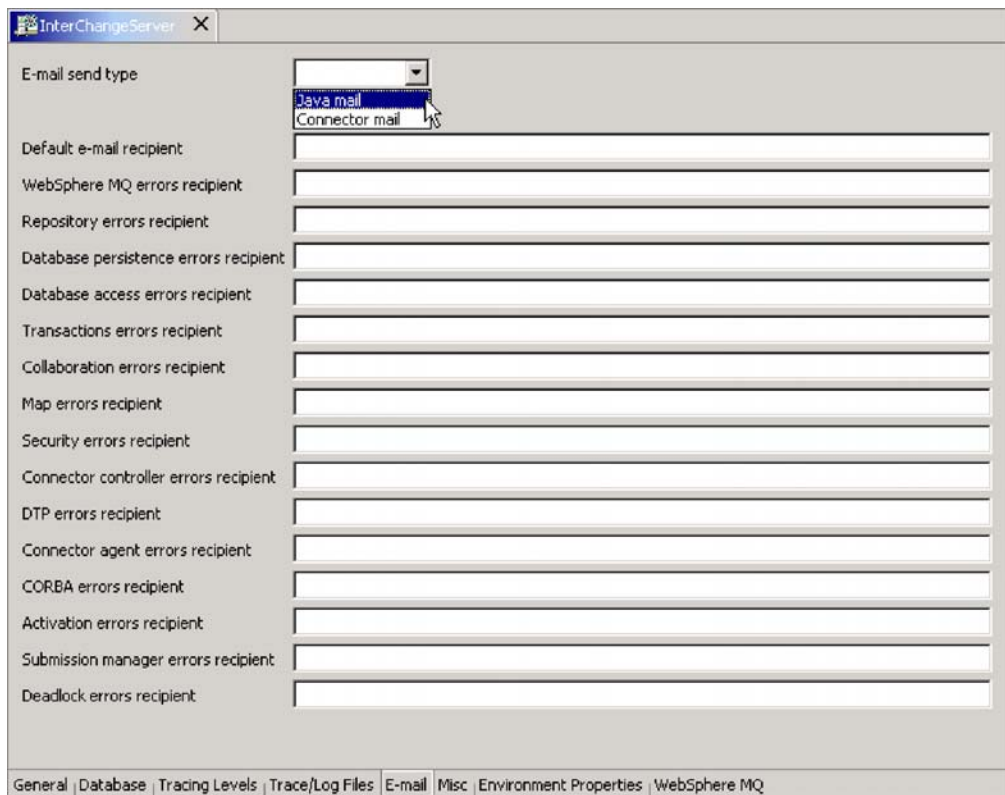 InterChangeServer X
E-mail send type
Java mail
Connector mail
Default e-mail recipient
WebSphere MQ errors recipient
Repository errors recipient
Database persistence errors recipient
Database access errors recipient
Transactions errors recipient
Collaboration errors recipient
Map errors recipient
Security errors recipient
Connector controller errors recipient
DTP errors recipient
Connector agent errors recipient
CORBA errors recipient
Activation errors recipient
Submission manager errors recipient
Deadlock errors recipient
General Database Tracing Levels Trace/Log Files E-mail Misc Environment Properties WebSphere MQ